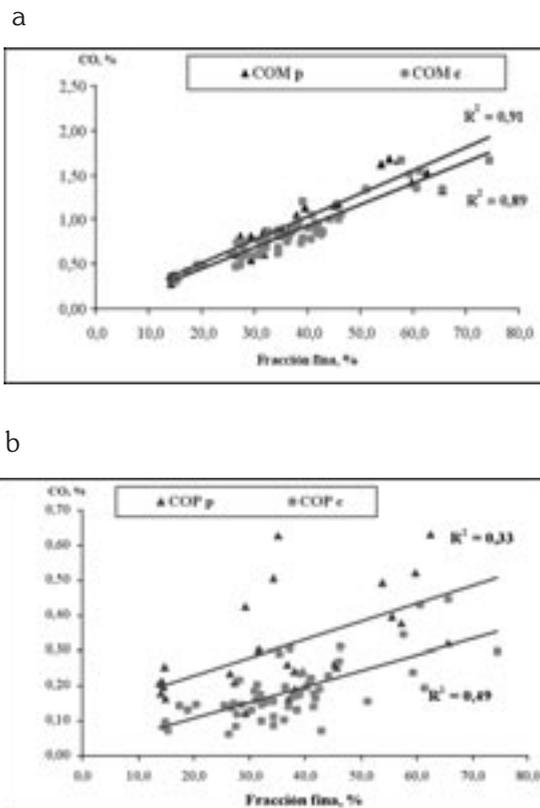 a
CO, %
COM p COM c
2,50
2,00
1,50
1,00
0,50
0,00
R² = 0,91
R² = 0,89
0,0 10,0 20,0 30,0 40,0 50,0 60,0 70,0 80,0
Fracción fina, %
b
CO, %
COP p COP c
0,70
0,60
0,50
0,40
0,30
0,20
0,10
0,00
R² = 0,33
R² = 0,49
0,0 10,0 20,0 30,0 40,0 50,0 60,0 70,0 80,0
Fracción fina, %